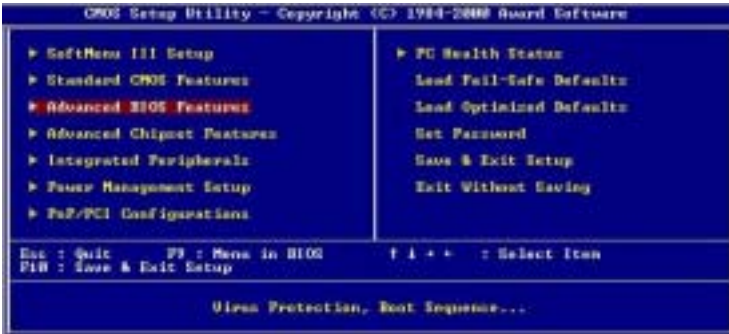 CMOS Setup Utility - Copyright (C) 1984-2000 Award Software
▶ SoftMenu III Setup
▶ Standard CMOS Features
▶ Advanced BIOS Features
▶ Advanced Chipset Features
▶ Integrated Peripherals
▶ Power Management Setup
▶ PnP/PCI Configurations
▶ PC Health Status
Load Fail-Safe Defaults
Load Optimized Defaults
Set Password
Save & Exit Setup
Exit Without Saving
Esc : Quit F9 : Menu in BIOS ↑ ↓ → ← : Select Item
F10 : Save & Exit Setup
Virus Protection, Boot Sequence...